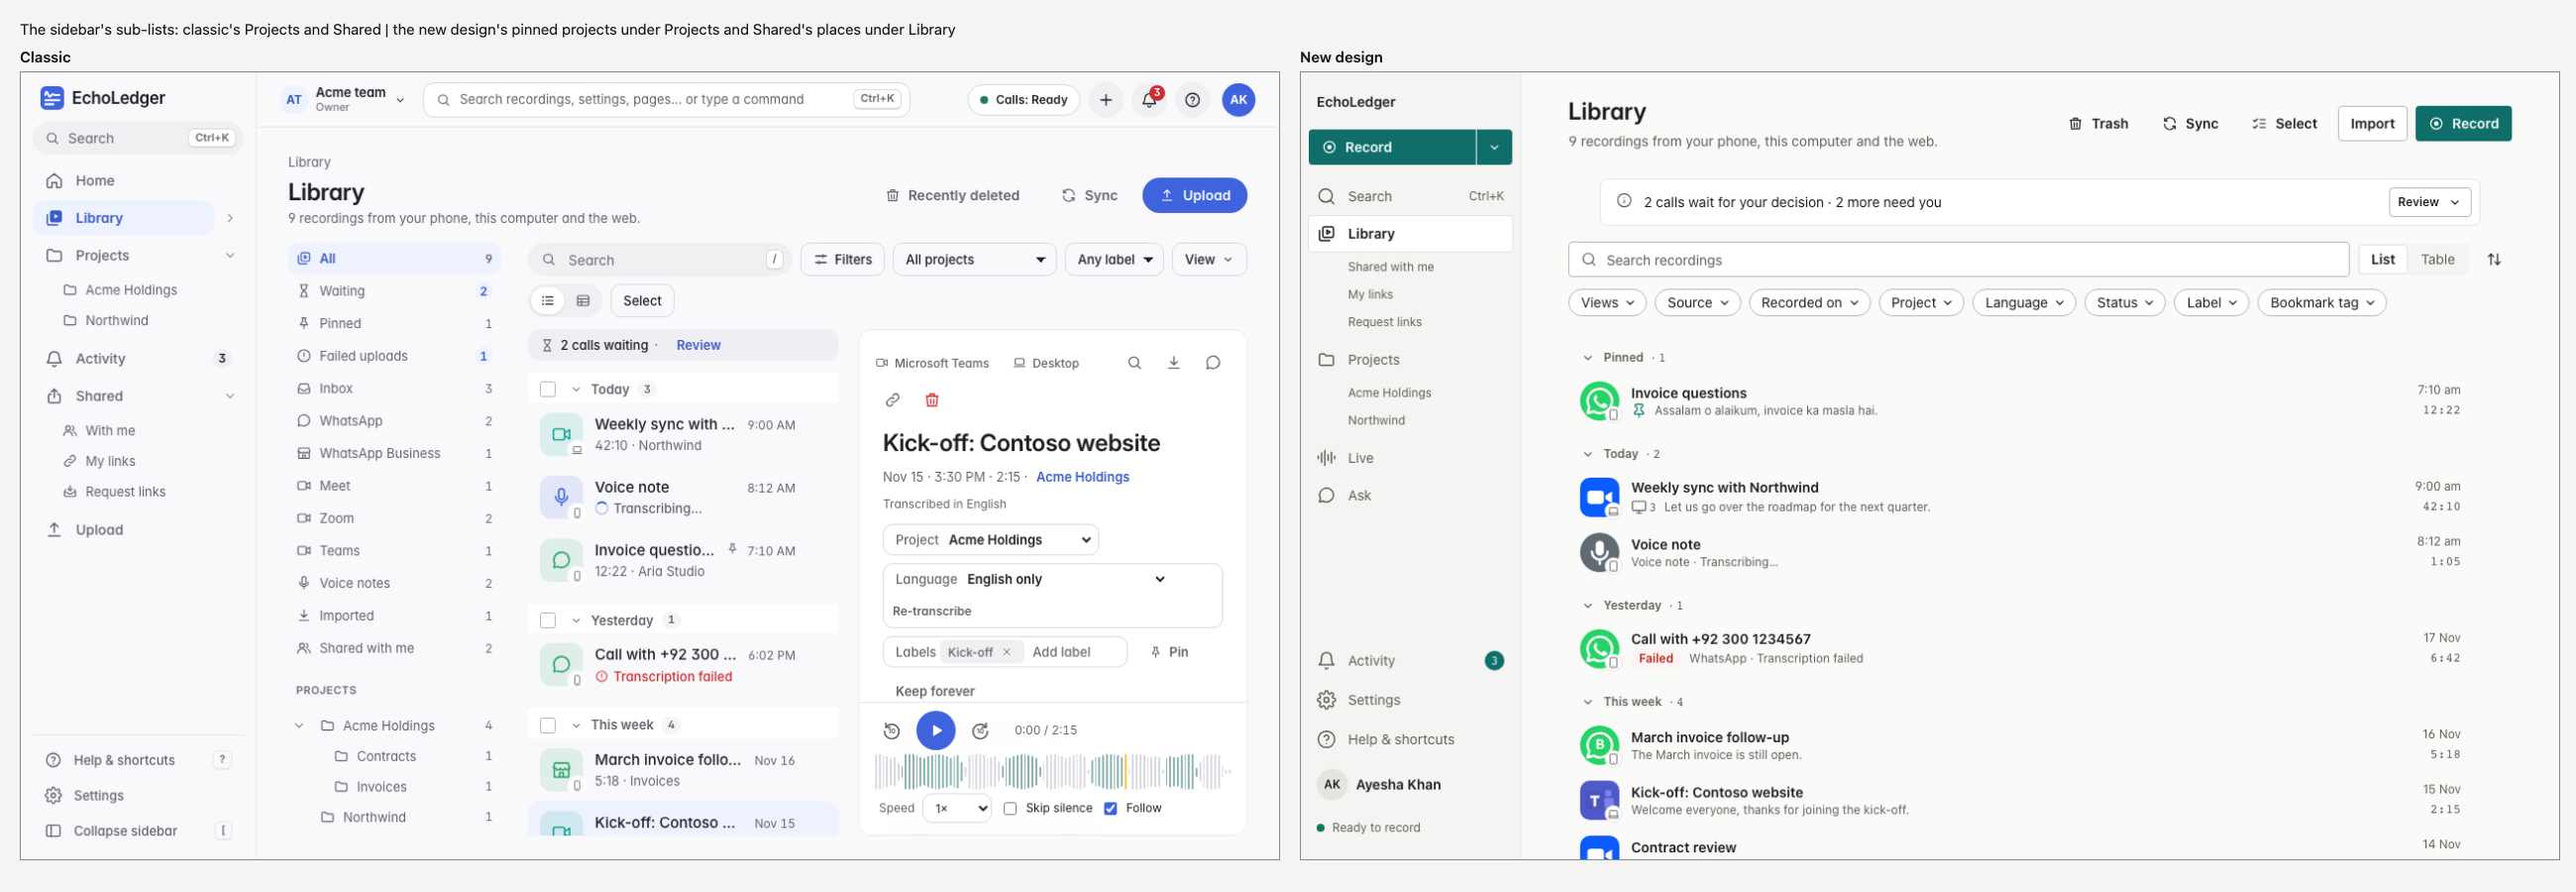 The sidebar's sub-lists: classic's Projects and Shared | the new design's pinned projects under Projects and Shared's places under Library
Classic
EchoLedger
Search Ctrl+K
Home
Library
Projects
Acme Holdings
Northwind
Activity 3
Shared
With me
My links
Request links
Upload
Help & shortcuts ?
Settings
Collapse sidebar [
AT Acme team
Owner
Search recordings, settings, pages... or type a command Ctrl+K
Calls: Ready
3
AK
Library
Library
9 recordings from your phone, this computer and the web.
Recently deleted Sync Upload
All 9
Waiting 2
Pinned 1
Failed uploads 1
Inbox 3
WhatsApp 2
WhatsApp Business 1
Meet 1
Zoom 2
Teams 1
Voice notes 2
Imported 1
Shared with me 2
PROJECTS
Acme Holdings 4
Contracts 1
Invoices 1
Northwind 1
Search / Filters All projects Any label View
Select
2 calls waiting · Review
Today 3
Weekly sync with ... 9:00 AM
42:10 · Northwind
Voice note 8:12 AM
Transcribing...
Invoice questio... 7:10 AM
12:22 · Aria Studio
Yesterday 1
Call with +92 300 ... 6:02 PM
Transcription failed
This week 4
March invoice follo... Nov 16
5:18 · Invoices
Kick-off: Contoso ... Nov 15
Microsoft Teams Desktop
Kick-off: Contoso website
Nov 15 · 3:30 PM · 2:15 · Acme Holdings
Transcribed in English
Project Acme Holdings
Language English only
Re-transcribe
Labels Kick-off × Add label Pin
Keep forever
10 10 0:00 / 2:15
Speed 1× Skip silence Follow
New design
EchoLedger
Record
Search Ctrl+K
Library
Shared with me
My links
Request links
Projects
Acme Holdings
Northwind
Live
Ask
Activity 3
Settings
Help & shortcuts
AK Ayesha Khan
Ready to record
Library
9 recordings from your phone, this computer and the web.
Trash Sync Select Import Record
2 calls wait for your decision · 2 more need you Review
Search recordings List Table
Views Source Recorded on Project Language Status Label Bookmark tag
Pinned · 1
Invoice questions 7:10 am
Assalam o alaikum, invoice ka masla hai. 12:22
Today · 2
Weekly sync with Northwind 9:00 am
3 Let us go over the roadmap for the next quarter. 42:10
Voice note 8:12 am
Voice note · Transcribing... 1:05
Yesterday · 1
Call with +92 300 1234567 17 Nov
Failed WhatsApp · Transcription failed 6:42
This week · 4
March invoice follow-up 16 Nov
The March invoice is still open. 5:18
Kick-off: Contoso website 15 Nov
Welcome everyone, thanks for joining the kick-off. 2:15
Contract review 14 Nov